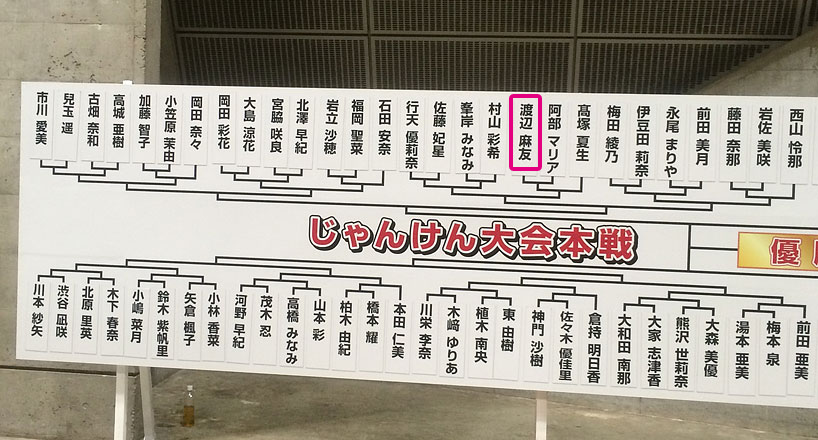 市川 愛美
兒玉 遥
古畑 奈和
高城 亜樹
加藤 智子
小笠原 茉由
岡田 奈々
岡田 彩花
大島 涼花
宮脇 咲良
北澤 早紀
岩立 沙穂
福岡 聖菜
石田 安奈
行天 優莉奈
佐藤 妃星
峯岸 みなみ
村山 彩希
渡辺 麻友
阿部 マリア
髙塚 夏生
梅田 綾乃
伊豆田 莉奈
永尾 まりや
前田 美月
藤田 奈那
岩佐 美咲
西山 怜那
じゃんけん大会本戦
優
川本 紗矢
渋谷 凪咲
北原 里英
木下 春奈
小嶋 菜月
鈴木 紫帆里
矢倉 楓子
小林 香菜
河野 早紀
茂木 忍
高橋 みなみ
山本 彩
柏木 由紀
橋本 耀
本田 仁美
川栄 李奈
木﨑 ゆりあ
植木 南央
東 由樹
神門 沙樹
佐々木 優佳里
倉持 明日香
大和田 南那
大家 志津香
熊沢 世莉奈
大森 美優
湯本 亜美
梅本 泉
前田 亜美